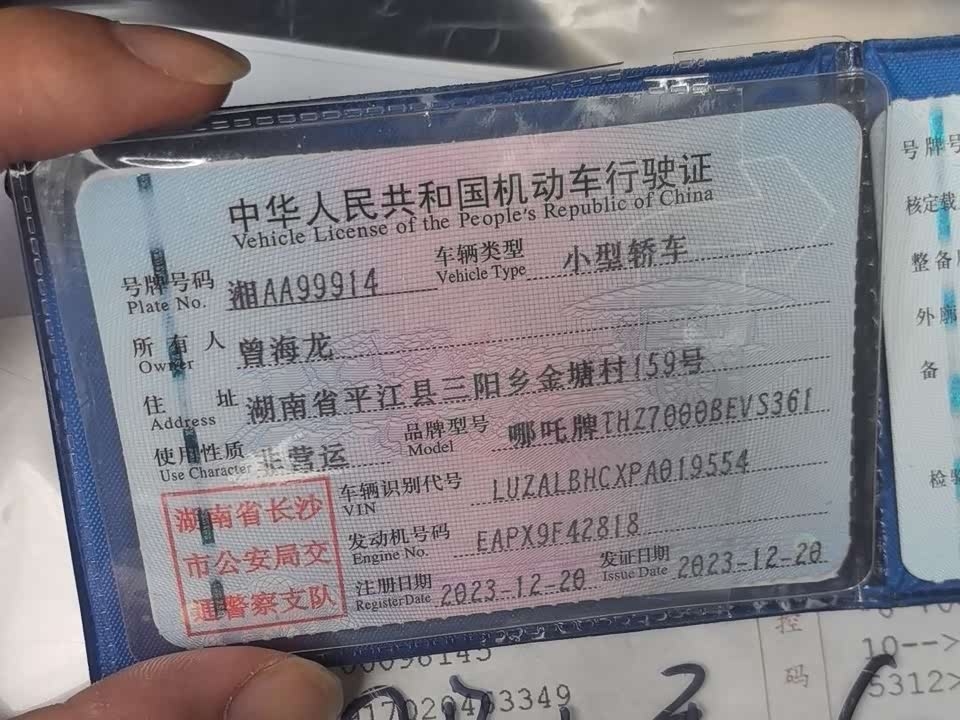 中华人民共和国机动车行驶证
Vehicle License of the People's Republic of China
号牌号码 湘AA99914 车辆类型 小型轿车
Plate No. Vehicle Type
所有人 曾海龙
Owner
住址 湖南省平江县三阳乡金塘村159号
Address
使用性质 非营运 品牌型号 哪吒牌THZ7000BEVS361
Use Character Model
车辆识别代号 LUZALBHCXPA019554
VIN
发动机号码 EAPX9F42818
Engine No.
注册日期 2023-12-20 发证日期 2023-12-20
Register Date Issue Date
湖南省长沙
市公安局交
通警察支队
号牌号
核定载
整备
外廓
备
检验
控
码
10-->
5312>